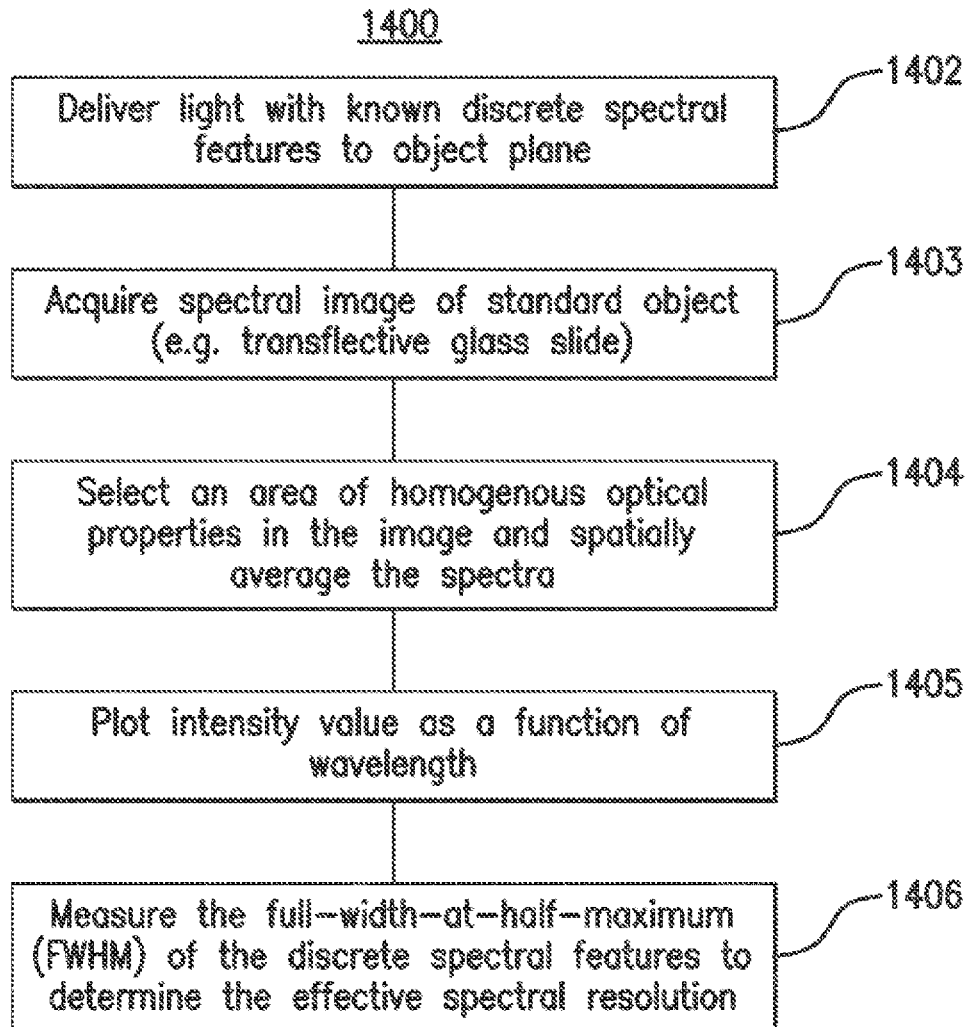 1400
Deliver light with known discrete spectral
features to object plane
1402
Acquire spectral image of standard object
(e.g. transflective glass slide)
1403
Select an area of homogenous optical
properties in the image and spatially
average the spectra
1404
Plot intensity value as a function of
wavelength
1405
Measure the full-width-at-half-maximum
(FWHM) of the discrete spectral features to
determine the effective spectral resolution
1406